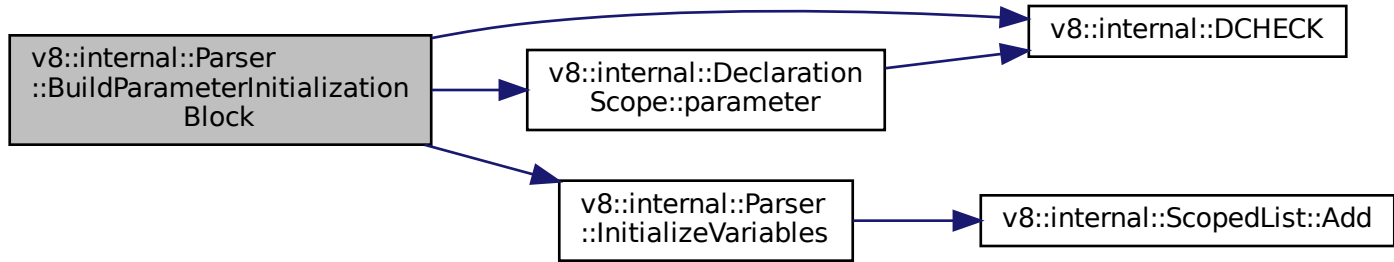 v8::internal::Parser
::BuildParameterInitialization
Block
v8::internal::Declaration
Scope::parameter
v8::internal::DCHECK
v8::internal::Parser
::InitializeVariables
v8::internal::ScopedList::Add